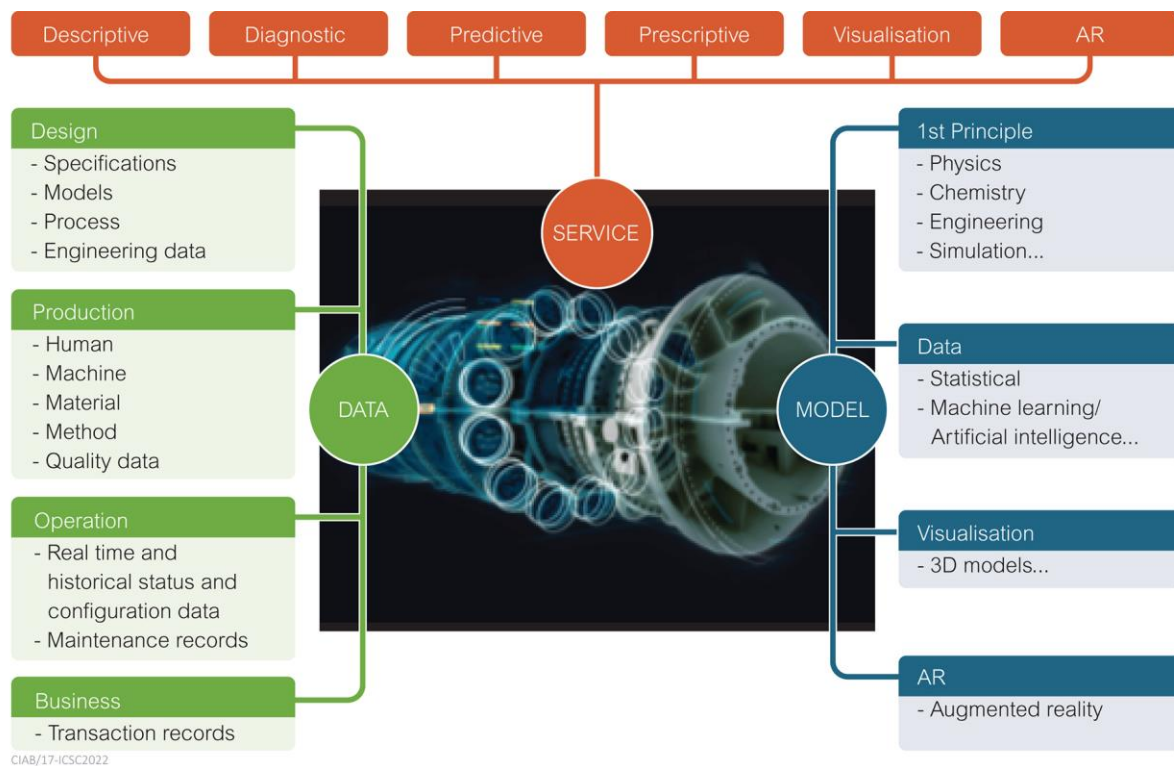 Descriptive
Diagnostic
Predictive
Prescriptive
Visualisation
AR
SERVICE
Design
- Specifications
- Models
- Process
- Engineering data
Production
- Human
- Machine
- Material
- Method
- Quality data
Operation
- Real time and
historical status and
configuration data
- Maintenance records
Business
- Transaction records
DATA
MODEL
1st Principle
- Physics
- Chemistry
- Engineering
- Simulation...
Data
- Statistical
- Machine learning/
Artificial intelligence...
Visualisation
- 3D models...
AR
- Augmented reality
CIAB/17-ICSC2022